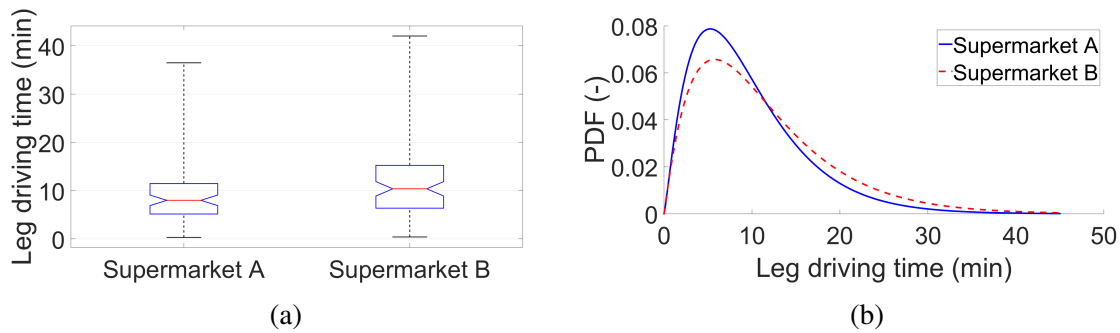 Leg driving time (min)
40
30
20
10
0
Supermarket A
Supermarket B
(a)
PDF (-)
0.08
0.06
0.04
0.02
0
0
10
20
30
40
50
Leg driving time (min)
Supermarket A
Supermarket B
(b)